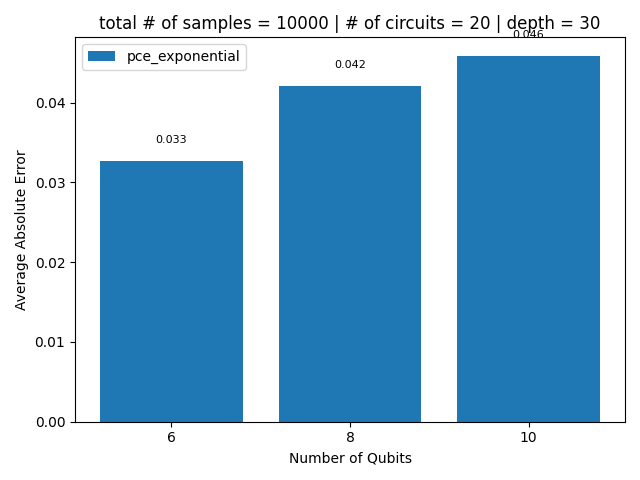 total # of samples = 10000 | # of circuits = 20 | depth = 30
pce_exponential
0.033
0.042
0.046
Average Absolute Error
0.04
0.03
0.02
0.01
0.00
6
8
10
Number of Qubits